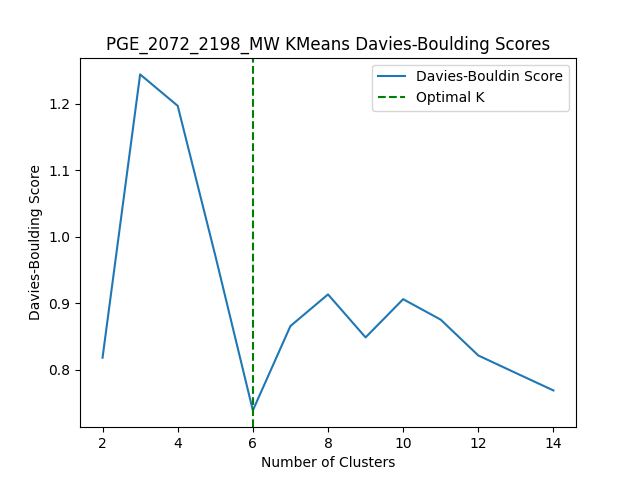 PGE_2072_2198_MW KMeans Davies-Boulding Scores
Davies-Bouldin Score
Optimal K
Davies-Boulding Score
1.2
1.1
1.0
0.9
0.8
2 4 6 8 10 12 14
Number of Clusters